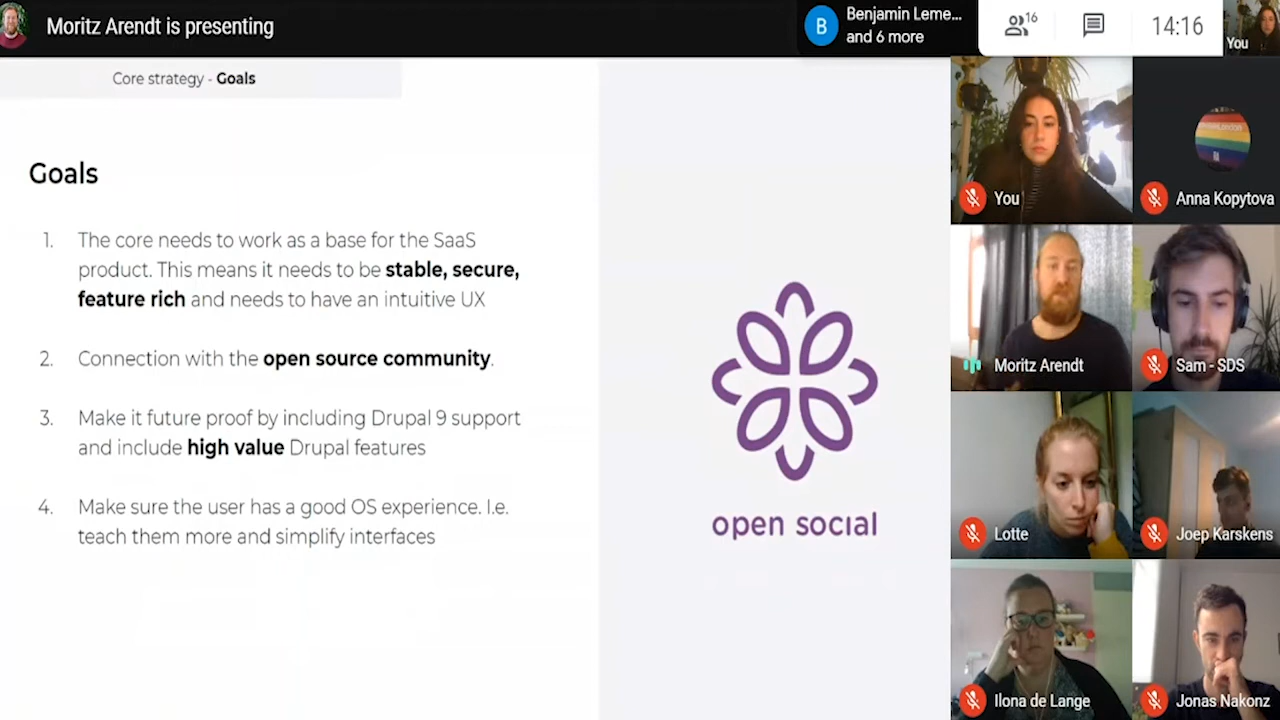 Moritz Arendt is presenting
B
Benjamin Leme...
and 6 more
16
14:16
You
Core strategy - Goals
Goals
1. The core needs to work as a base for the SaaS
product. This means it needs to be stable, secure,
feature rich and needs to have an intuitive UX
2. Connection with the open source community.
3. Make it future proof by including Drupal 9 support
and include high value Drupal features
4. Make sure the user has a good OS experience. I.e.
teach them more and simplify interfaces
open social
You
Anna Kopytova
Moritz Arendt
Sam - SDS
Lotte
Joep Karskens
Ilona de Lange
Jonas Nakonz